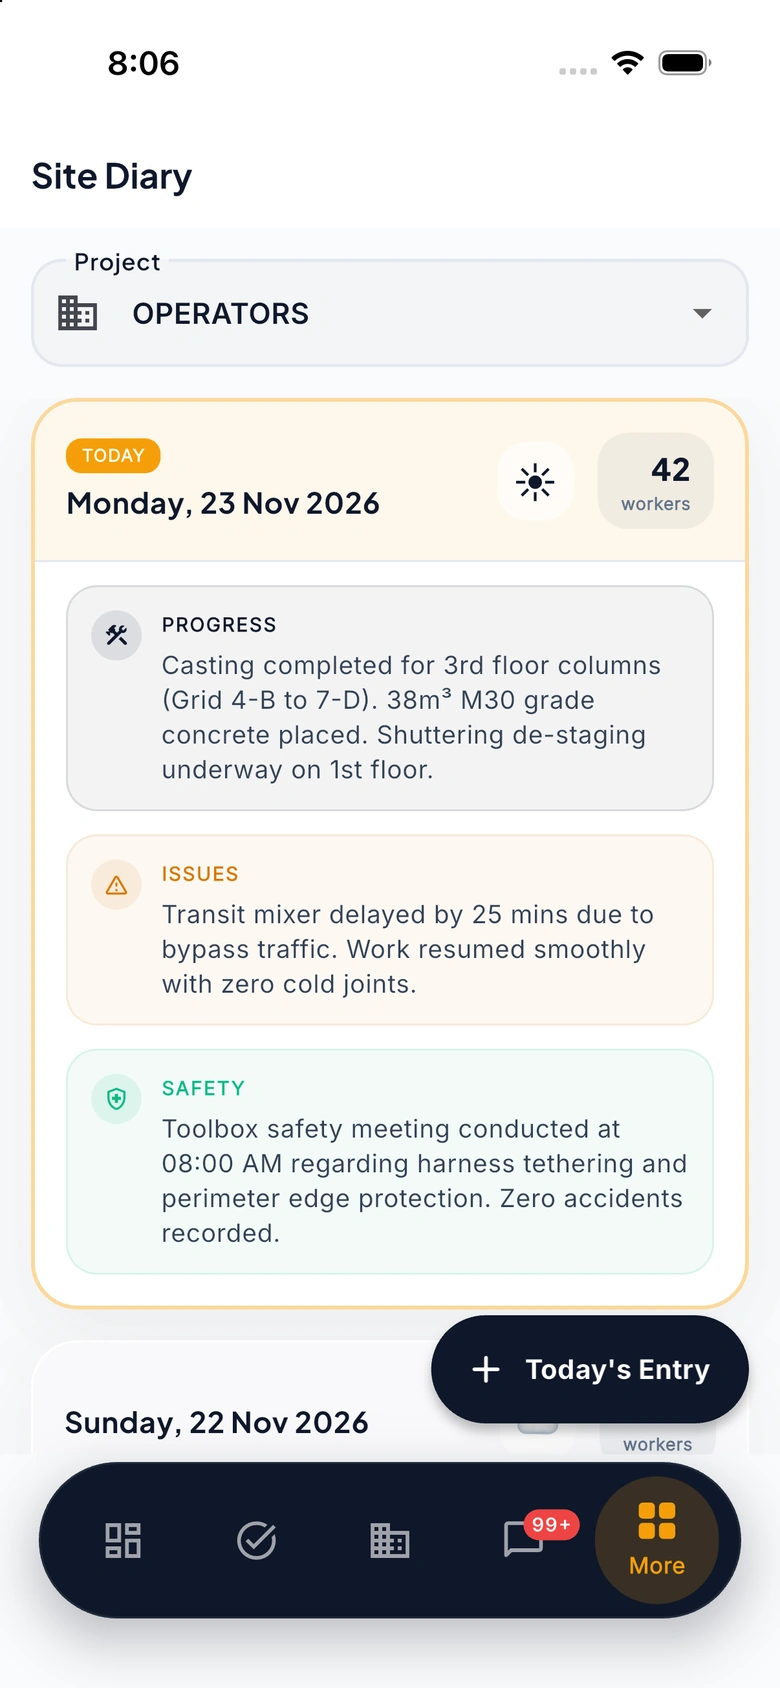 8:06
Site Diary
Project
OPERATORS
TODAY
Monday, 23 Nov 2026
42
workers
PROGRESS
Casting completed for 3rd floor columns
(Grid 4-B to 7-D). 38m³ M30 grade
concrete placed. Shuttering de-staging
underway on 1st floor.
ISSUES
Transit mixer delayed by 25 mins due to
bypass traffic. Work resumed smoothly
with zero cold joints.
SAFETY
Toolbox safety meeting conducted at
08:00 AM regarding harness tethering and
perimeter edge protection. Zero accidents
recorded.
Today's Entry
Sunday, 22 Nov 2026
workers
99+
More